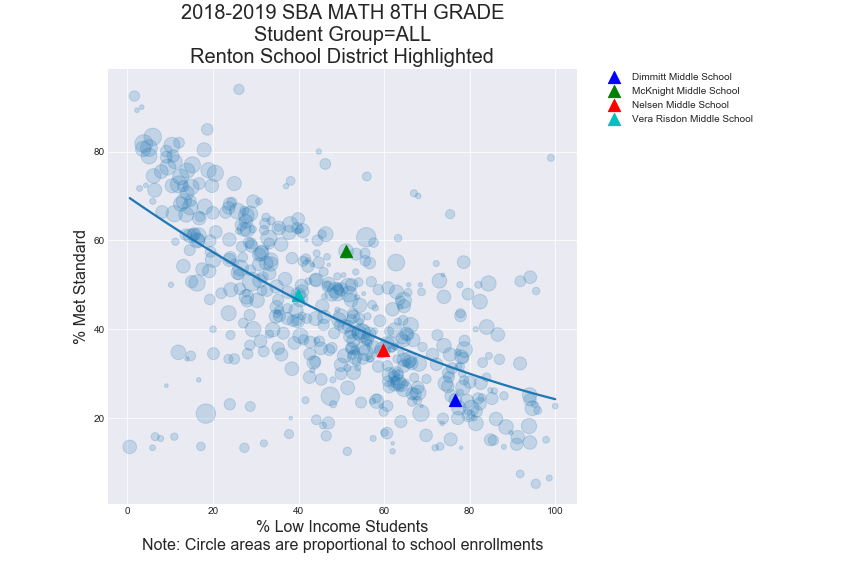 2018-2019 SBA MATH 8TH GRADE
Student Group=ALL
Renton School District Highlighted
Dimmitt Middle School
McKnight Middle School
Nelsen Middle School
Vera Risdon Middle School
% Met Standard
80
60
40
20
0 20 40 60 80 100
% Low Income Students
Note: Circle areas are proportional to school enrollments